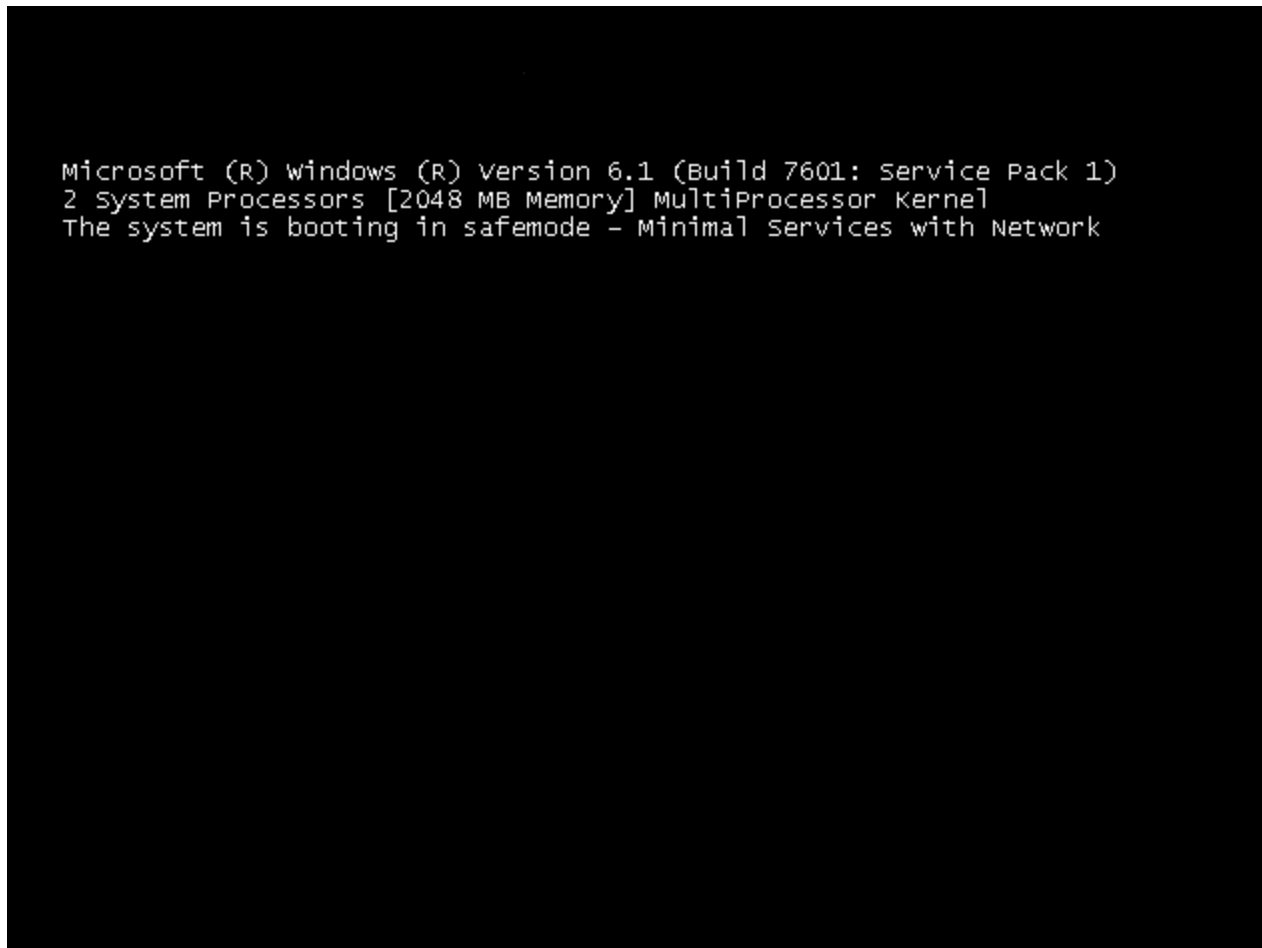 Microsoft (R) Windows (R) Version 6.1 (Build 7601: Service Pack 1)
2 System Processors [2048 MB Memory] MultiProcessor Kernel
The system is booting in safemode – Minimal Services with Network